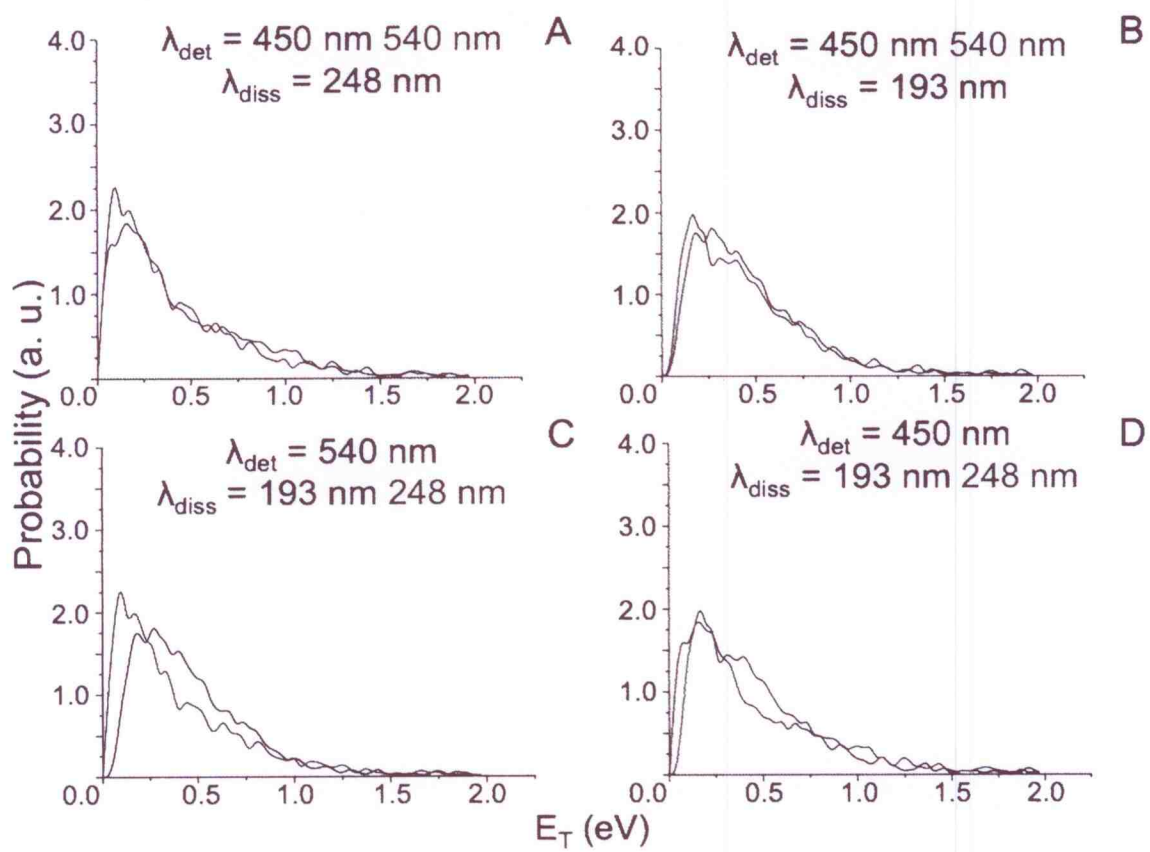 A
λdet = 450 nm 540 nm
λdiss = 248 nm
4.0
3.0
2.0
1.0
0.0
0.5
1.0
1.5
2.0
B
λdet = 450 nm 540 nm
λdiss = 193 nm
4.0
3.0
2.0
1.0
0.0
0.5
1.0
1.5
2.0
C
λdet = 540 nm
λdiss = 193 nm 248 nm
4.0
3.0
2.0
1.0
0.0
0.5
1.0
1.5
2.0
D
λdet = 450 nm
λdiss = 193 nm 248 nm
4.0
3.0
2.0
1.0
0.0
0.5
1.0
1.5
2.0
Probability (a. u.)
ET (eV)